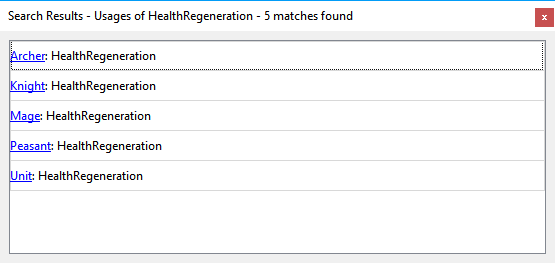 Search Results - Usages of HealthRegeneration - 5 matches found
x
Archer: HealthRegeneration
Knight: HealthRegeneration
Mage: HealthRegeneration
Peasant: HealthRegeneration
Unit: HealthRegeneration